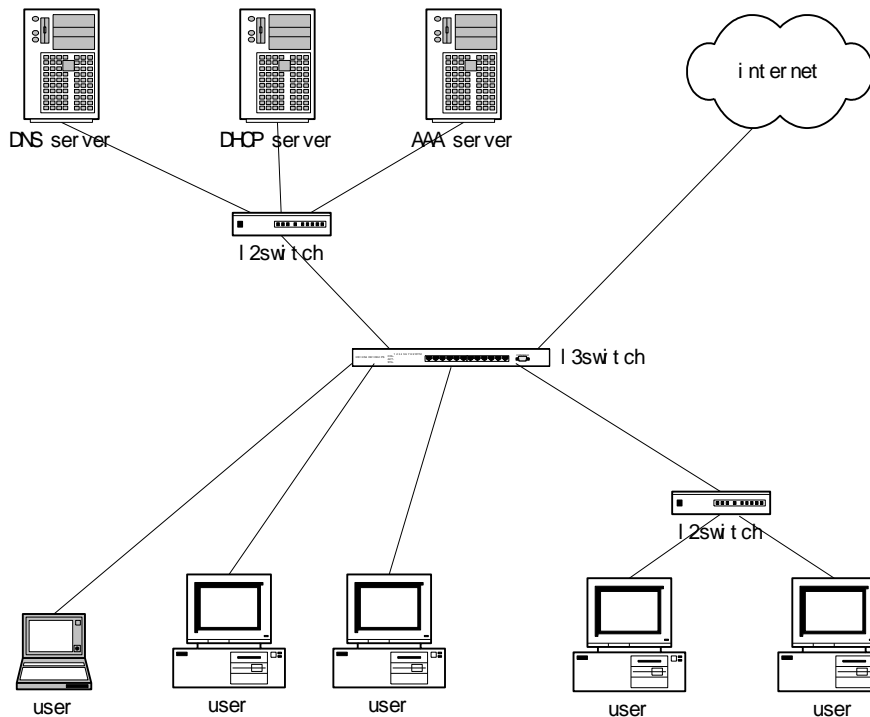 internet
DNS server
DHCP server
AAA server
l2switch
l3switch
l2switch
user
user
user
user
user